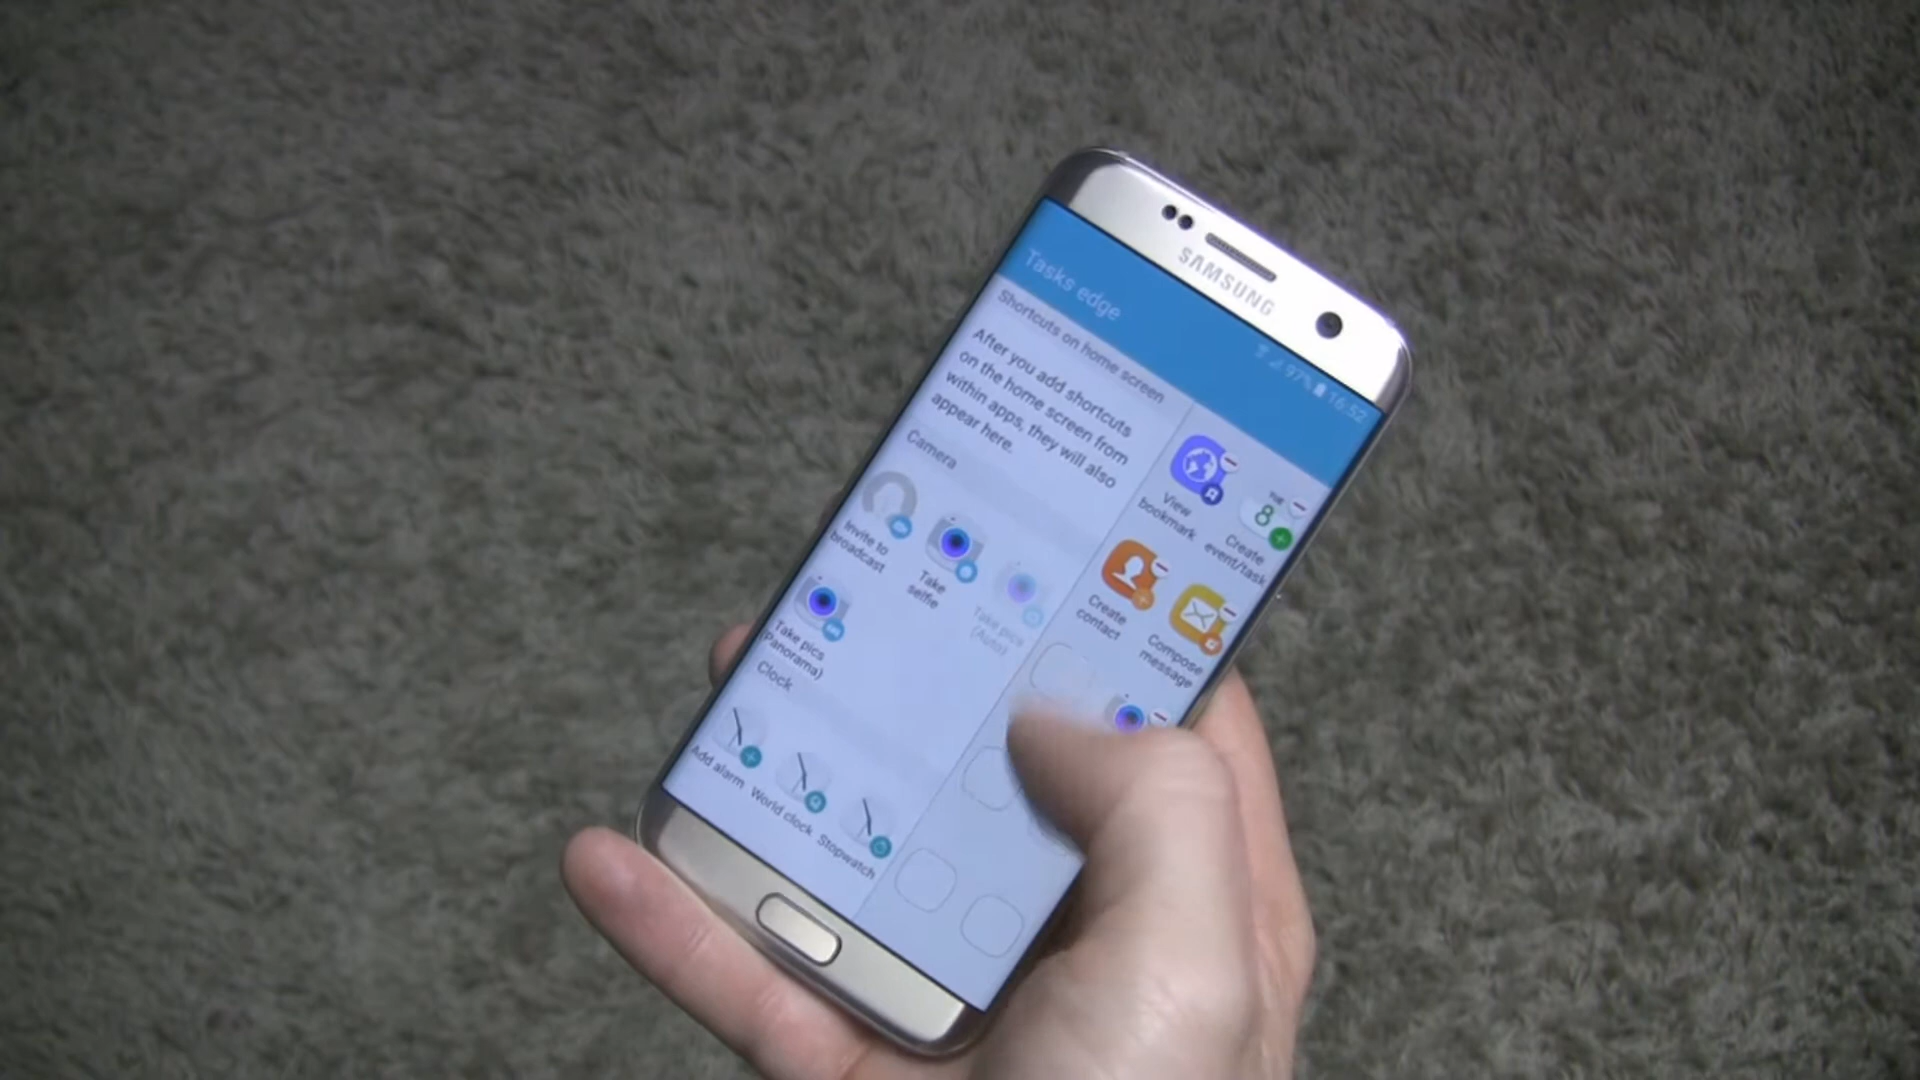 SAMSUNG
97% 16:52
Tasks edge
Shortcuts on home screen
After you add shortcuts
on the home screen from
within apps, they will also
appear here.
Camera
Invite to
broadcast
Take
selfie
Take pics
(Auto)
Take pics
(Panorama)
Clock
Add alarm
World clock
Stopwatch
View
bookmark
8
Create
event/task
Create
contact
Compose
message